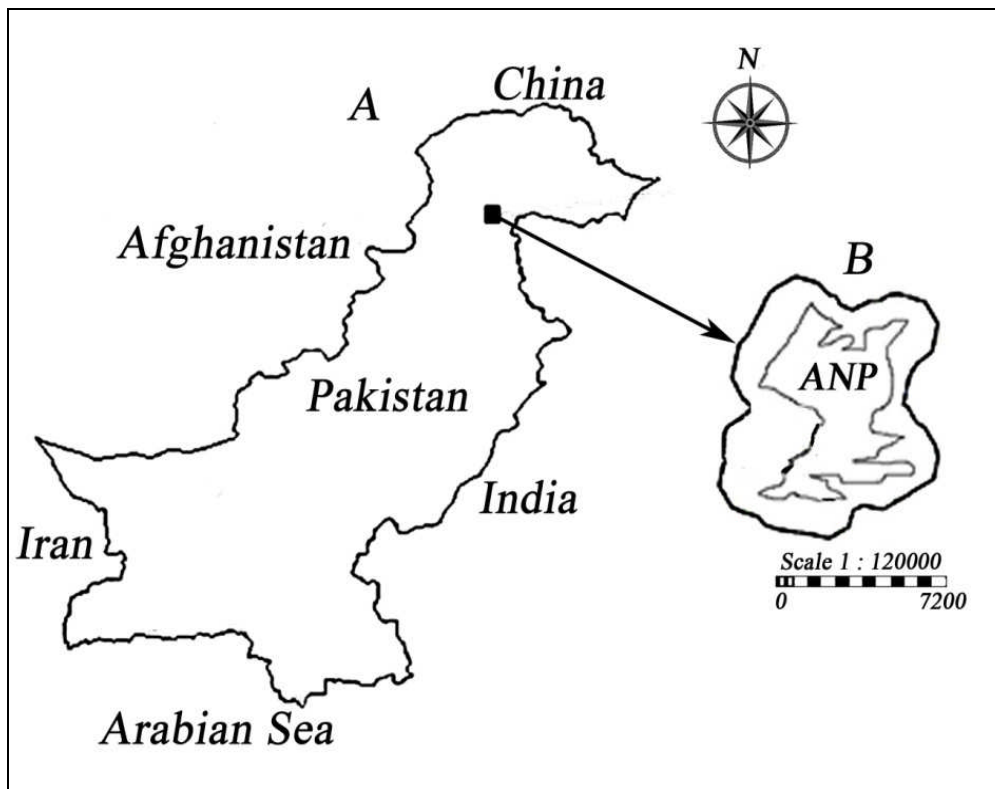 N
China
A
Afghanistan
B
ANP
Pakistan
India
Iran
Scale 1 : 120000
0 7200
Arabian Sea